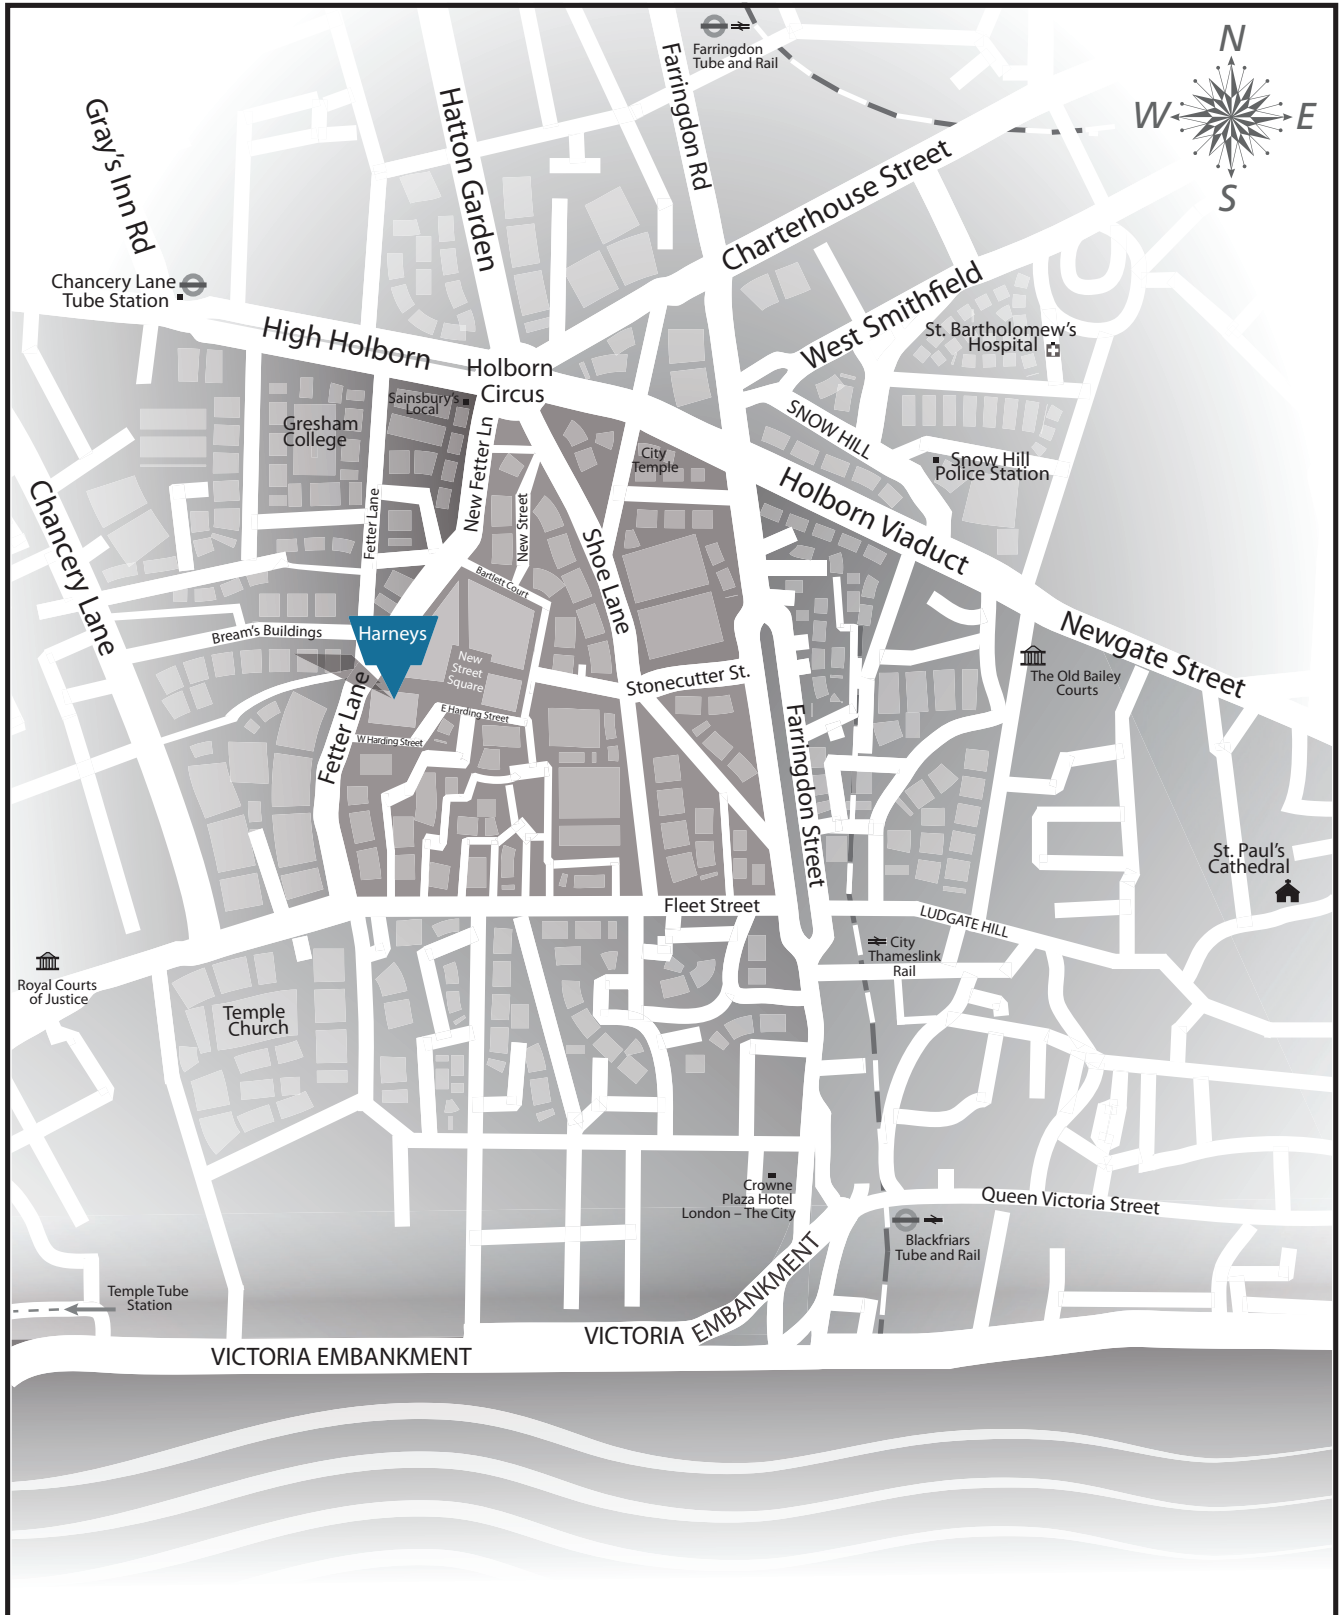 Farringdon
Tube and Rail
N
W
E
S
Gray's Inn Rd
Hatton Garden
Farringdon Rd
Charterhouse Street
Chancery Lane
Tube Station
High Holborn
Holborn
Circus
West Smithfield
St. Bartholomew's
Hospital
Sainsbury's
Local
Gresham
College
SNOW HILL
City
Temple
Snow Hill
Police Station
New Fetter Ln
Fetter Lane
New Street
Holborn Viaduct
Chancery Lane
Shoe Lane
Bartlett Court
Bream's Buildings
Harneys
New
Street
Square
Newgate Street
The Old Bailey
Courts
Stonecutter St.
E Harding Street
W Harding Street
Fetter Lane
Farringdon Street
St. Paul's
Cathedral
Fleet Street
LUDGATE HILL
City
Thameslink
Rail
Royal Courts
of Justice
Temple
Church
Crowne
Plaza Hotel
London – The City
Queen Victoria Street
Blackfriars
Tube and Rail
Temple Tube
Station
VICTORIA EMBANKMENT
VICTORIA EMBANKMENT